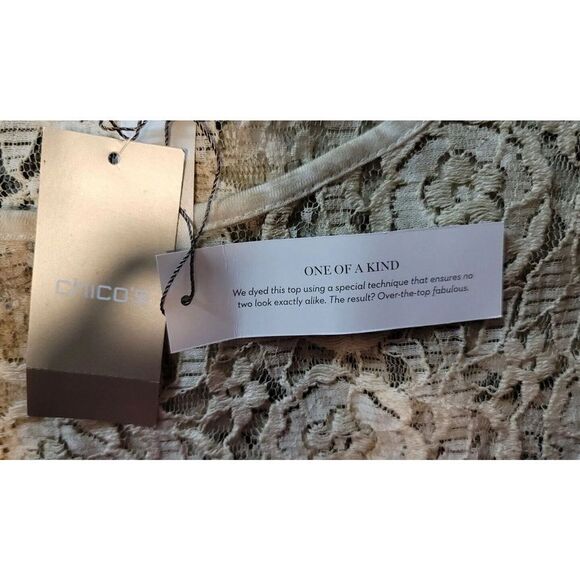 CHICO'S
ONE OF A KIND
We dyed this top using a special technique that ensures no
two look exactly alike. The result? Over-the-top fabulous.